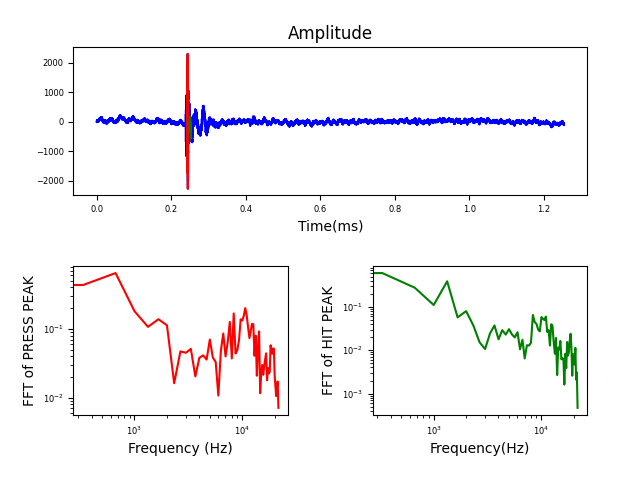 Amplitude
2000
1000
0
−1000
−2000
0.0 0.2 0.4 0.6 0.8 1.0 1.2
Time(ms)
FFT of PRESS PEAK
10⁻¹
10⁻²
10³ 10⁴
Frequency (Hz)
FFT of HIT PEAK
10⁻¹
10⁻²
10⁻³
10³ 10⁴
Frequency(Hz)